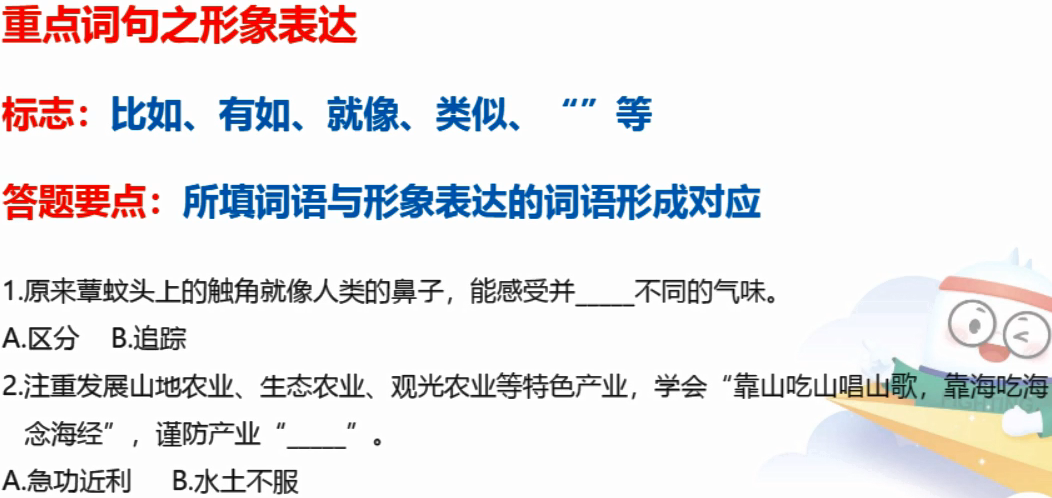 重点词句之形象表达
标志：比如、有如、就像、类似、“”等
答题要点：所填词语与形象表达的词语形成对应
1.原来蕈蚊头上的触角就像人类的鼻子，能感受并_____不同的气味。
A.区分 B.追踪
2.注重发展山地农业、生态农业、观光农业等特色产业，学会“靠山吃山唱山歌，靠海吃海
念海经”，谨防产业“_____”。
A.急功近利 B.水土不服